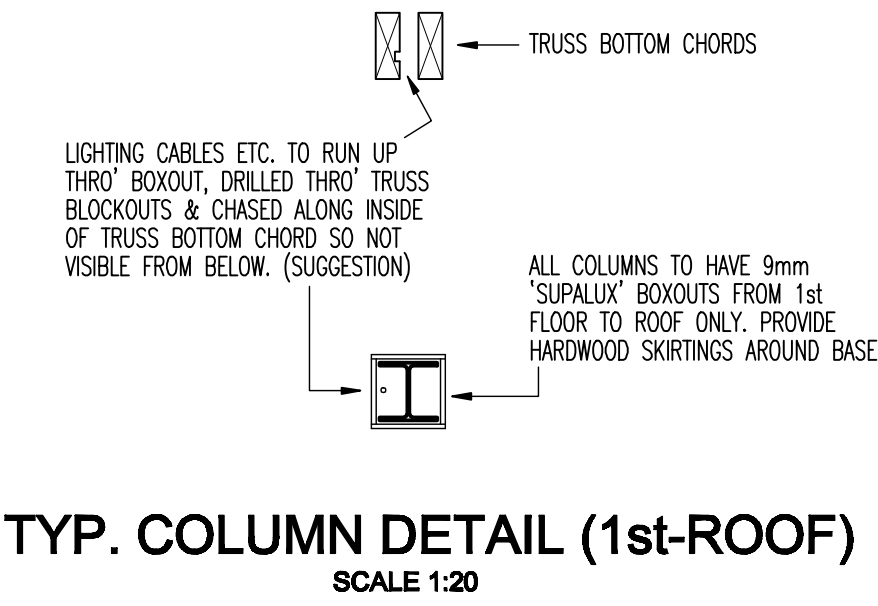 TRUSS BOTTOM CHORDS
LIGHTING CABLES ETC. TO RUN UP
THRO' BOXOUT, DRILLED THRO' TRUSS
BLOCKOUTS & CHASED ALONG INSIDE
OF TRUSS BOTTOM CHORD SO NOT
VISIBLE FROM BELOW. (SUGGESTION)
ALL COLUMNS TO HAVE 9mm
'SUPALUX' BOXOUTS FROM 1st
FLOOR TO ROOF ONLY. PROVIDE
HARDWOOD SKIRTINGS AROUND BASE
TYP. COLUMN DETAIL (1st-ROOF)
SCALE 1:20